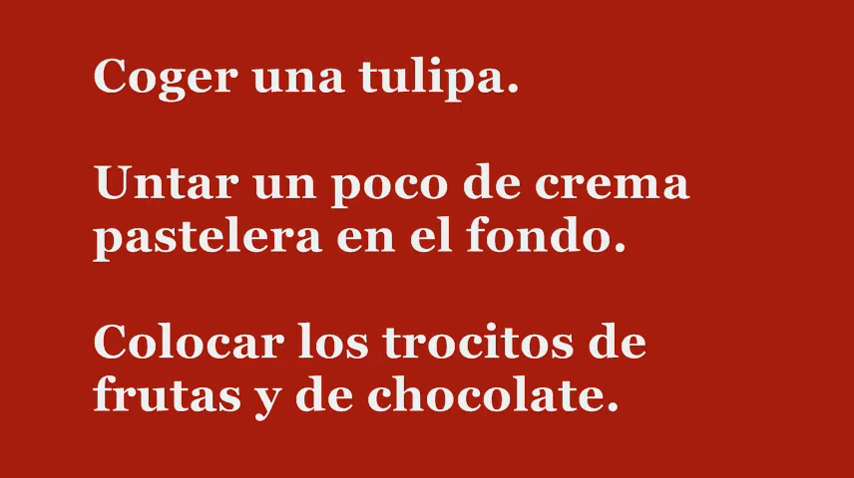 Coger una tulipa.
Untar un poco de crema
pastelera en el fondo.
Colocar los trocitos de
frutas y de chocolate.